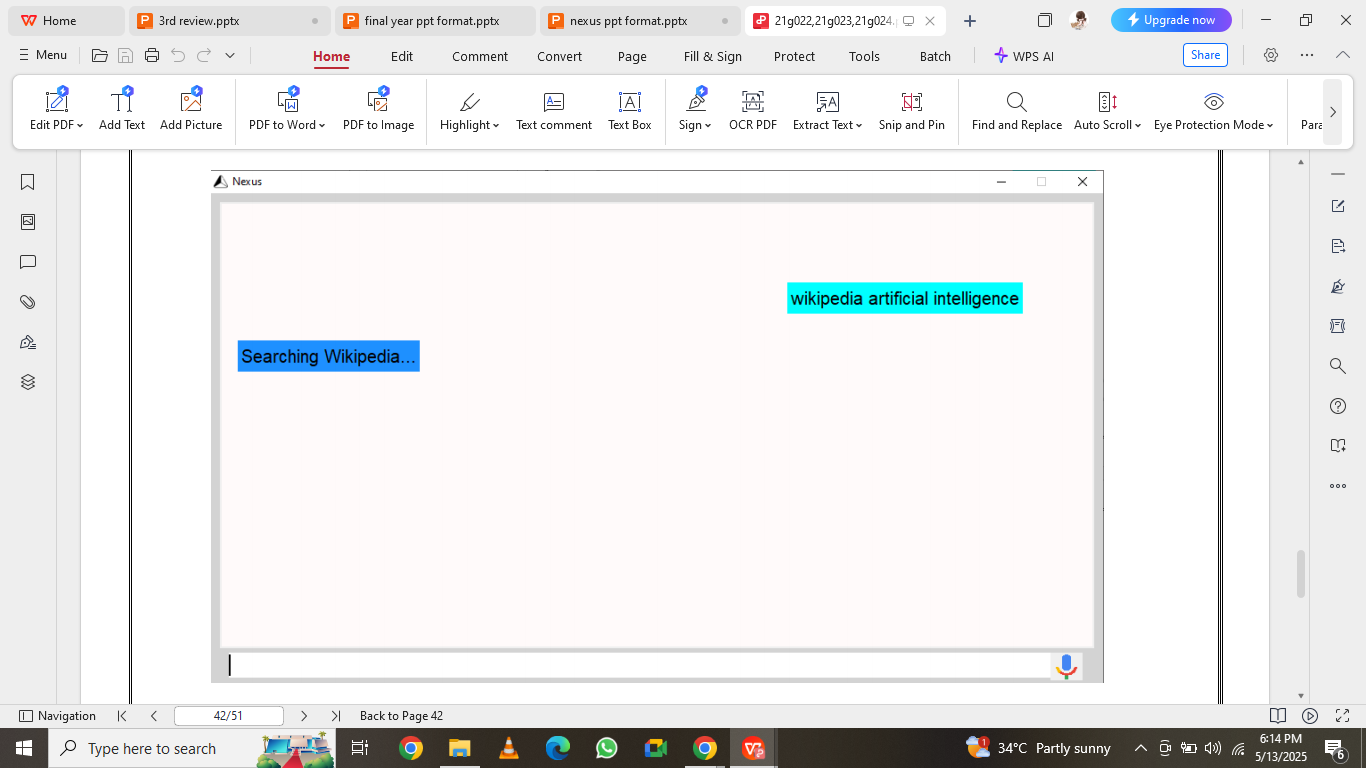 Home
3rd review.pptx
final year ppt format.pptx
nexus ppt format.pptx
21g022,21g023,21g024.
Upgrade now
Menu
Home
Edit
Comment
Convert
Page
Fill & Sign
Protect
Tools
Batch
WPS AI
Share
Edit PDF
Add Text
Add Picture
PDF to Word
PDF to Image
Highlight
Text comment
Text Box
Sign
OCR PDF
Extract Text
Snip and Pin
Find and Replace
Auto Scroll
Eye Protection Mode
Para
Nexus
wikipedia artificial intelligence
Searching Wikipedia...
Navigation
42/51
Back to Page 42
Type here to search
34°C Partly sunny
6:14 PM
5/13/2025
6